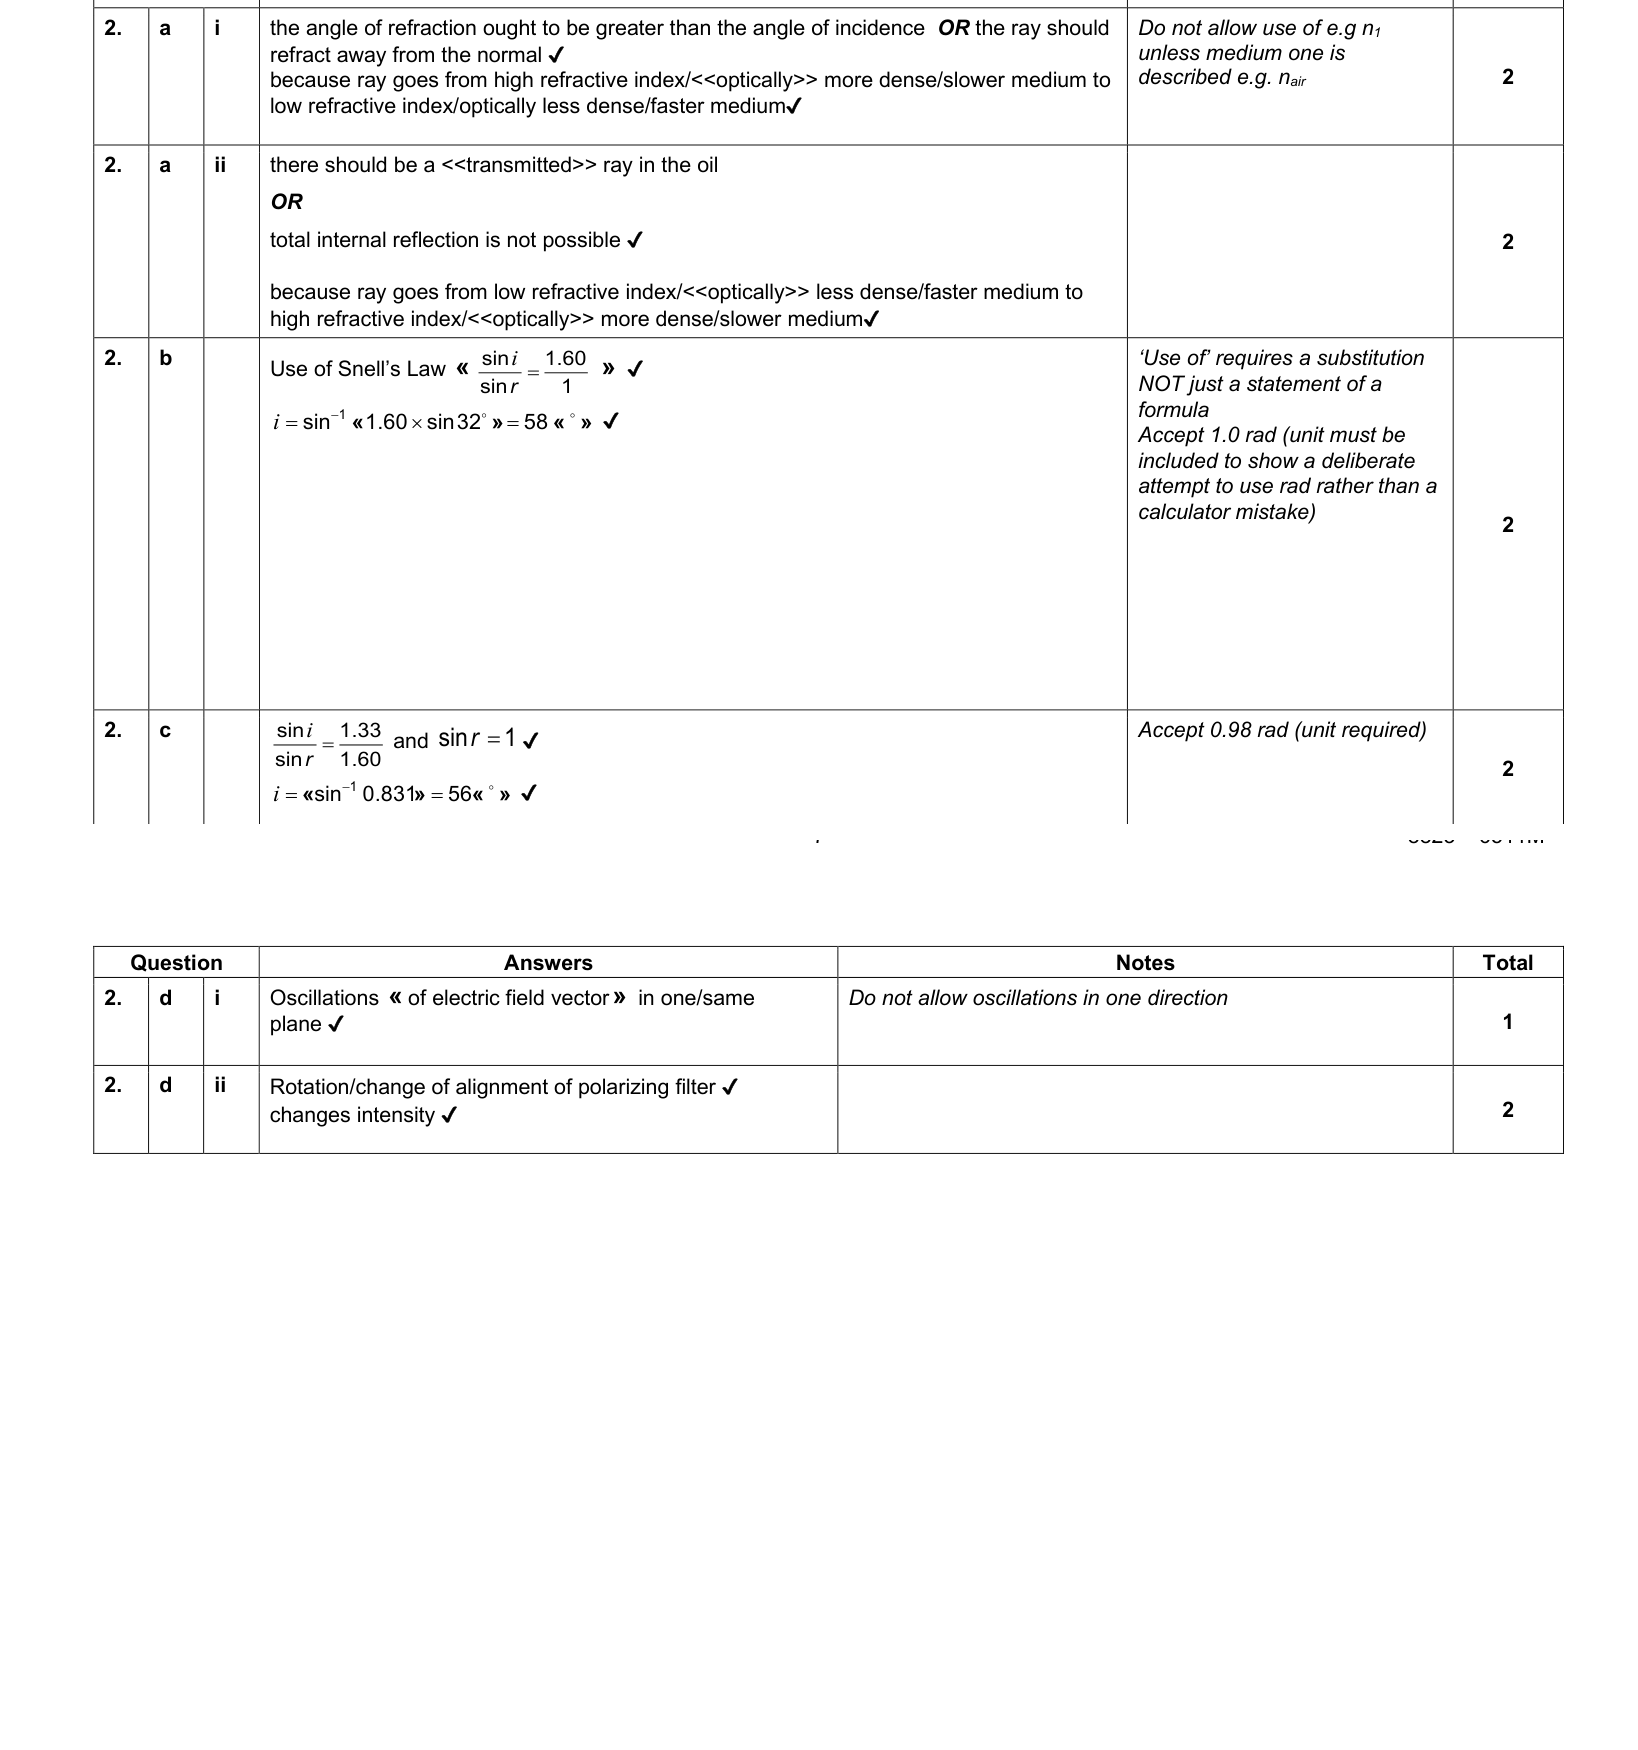 2. a i the angle of refraction ought to be greater than the angle of incidence OR the ray should
refract away from the normal ✓
because ray goes from high refractive index/<<optically>> more dense/slower medium to
low refractive index/optically less dense/faster medium✓
Do not allow use of e.g n₁
unless medium one is
described e.g. nₐᵢᵣ
2
2. a ii there should be a <<transmitted>> ray in the oil
OR
total internal reflection is not possible ✓
because ray goes from low refractive index/<<optically>> less dense/faster medium to
high refractive index/<<optically>> more dense/slower medium✓
2
2. b Use of Snell's Law « sin i / sin r = 1.60 / 1 » ✓
i = sin⁻¹ «1.60 × sin 32° » = 58 « ° » ✓
'Use of' requires a substitution
NOT just a statement of a
formula
Accept 1.0 rad (unit must be
included to show a deliberate
attempt to use rad rather than a
calculator mistake)
2
2. c sin i / sin r = 1.33 / 1.60 and sin r = 1 ✓
i = «sin⁻¹ 0.831» = 56« ° » ✓
Accept 0.98 rad (unit required)
2
Question Answers Notes Total
2. d i Oscillations « of electric field vector » in one/same
plane ✓
Do not allow oscillations in one direction
1
2. d ii Rotation/change of alignment of polarizing filter ✓
changes intensity ✓
2